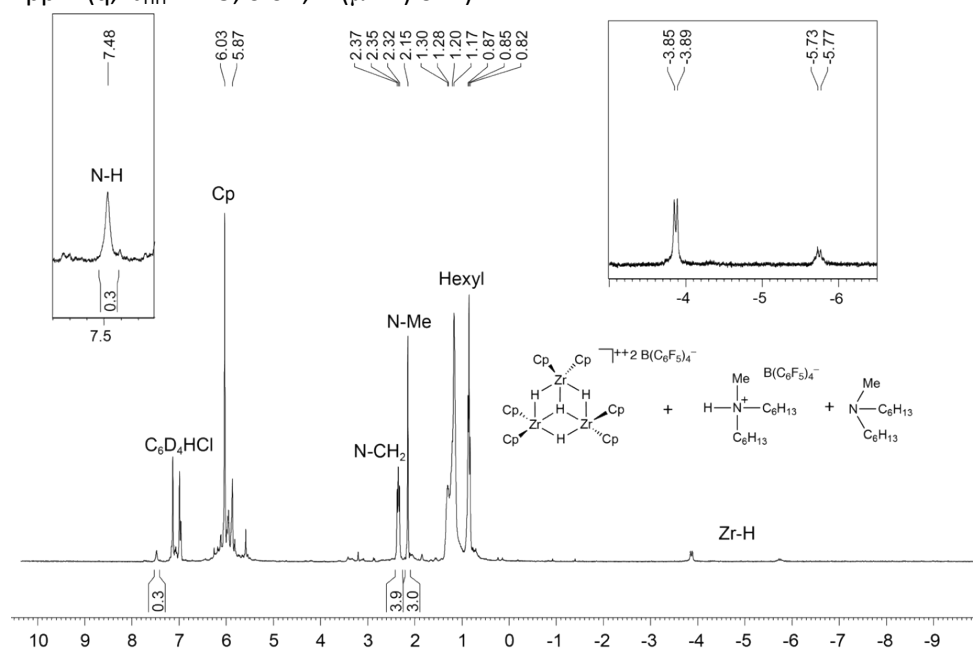 7.48
6.03
5.87
2.37
2.35
2.32
2.15
1.30
1.28
1.20
1.17
0.87
0.85
0.82
-3.85
-3.89
-5.73
-5.77
N-H
0.3
7.5
Cp
Hexyl
N-Me
C₆D₄HCl
N-CH₂
-4 -5 -6
Cp Cp ++ 2 B(C₆F₅)₄⁻
Zr
H H H
Cp Zr Zr Cp
Cp H Cp
+
Me B(C₆F₅)₄⁻
H N⁺ C₆H₁₃
C₆H₁₃
+
Me
N C₆H₁₃
C₆H₁₃
Zr-H
0.3
3.9
3.0
10 9 8 7 6 5 4 3 2 1 0 -1 -2 -3 -4 -5 -6 -7 -8 -9